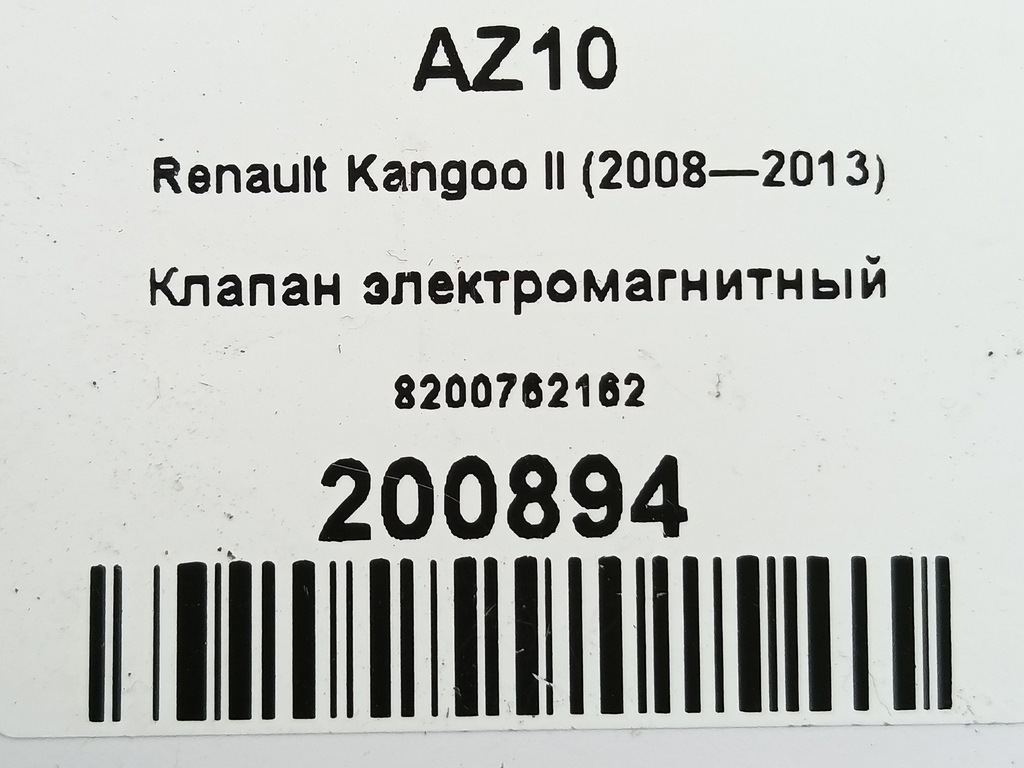 AZ10
Renault Kangoo II (2008—2013)
Клапан электромагнитный
8200762162
200894